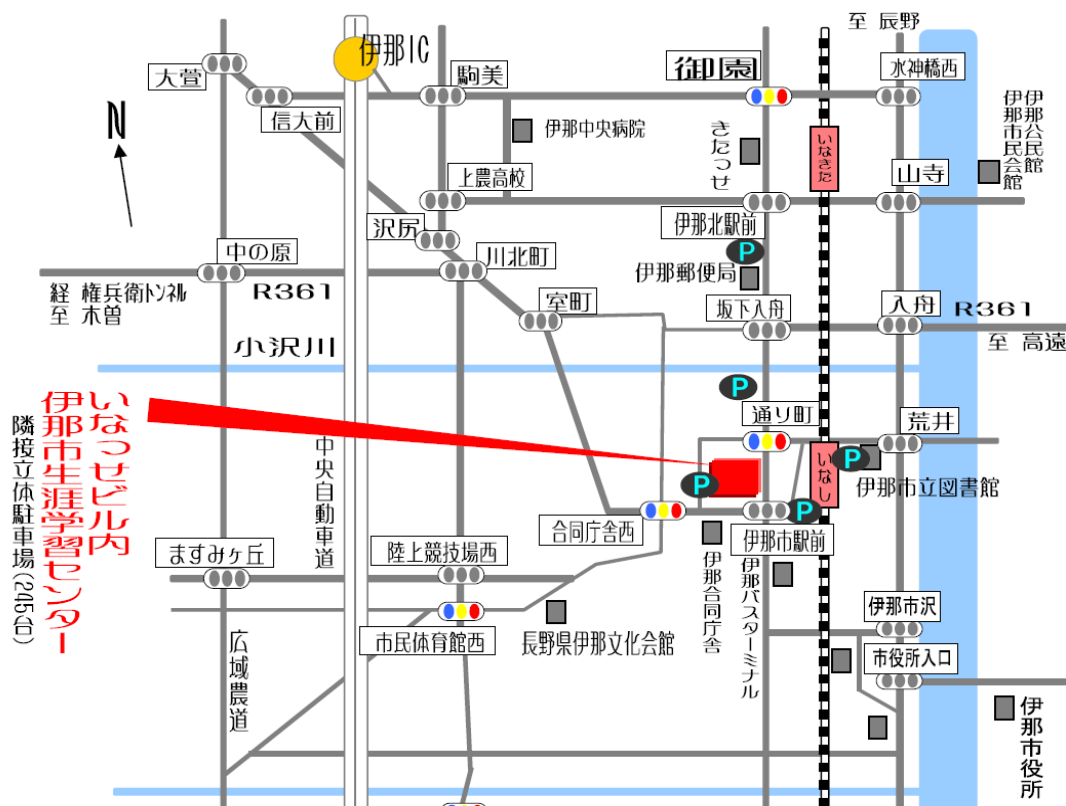 至 辰野
伊那IC
大萱
駒美
御園
水神橋西
信大前
N
伊那中央病院
きたっせ
いなきた
伊那公民館
伊那市民会館
上農高校
山寺
沢尻
伊那北駅前
P
中の原
川北町
伊那郵便局
経 権兵衛トンネル
至 木曽
R361
室町
坂下入舟
入舟
R361
至 高遠
小沢川
P
いなっせビル内
伊那市生涯学習センター
隣接立体駐車場(245台)
中央自動車道
通り町
荒井
いなし
P
P
伊那市立図書館
P
合同庁舎西
伊那市駅前
ますみヶ丘
陸上競技場西
伊那合同庁舎
伊那バスターミナル
伊那市沢
広域農道
市民体育館西
長野県伊那文化会館
市役所入口
伊那市役所